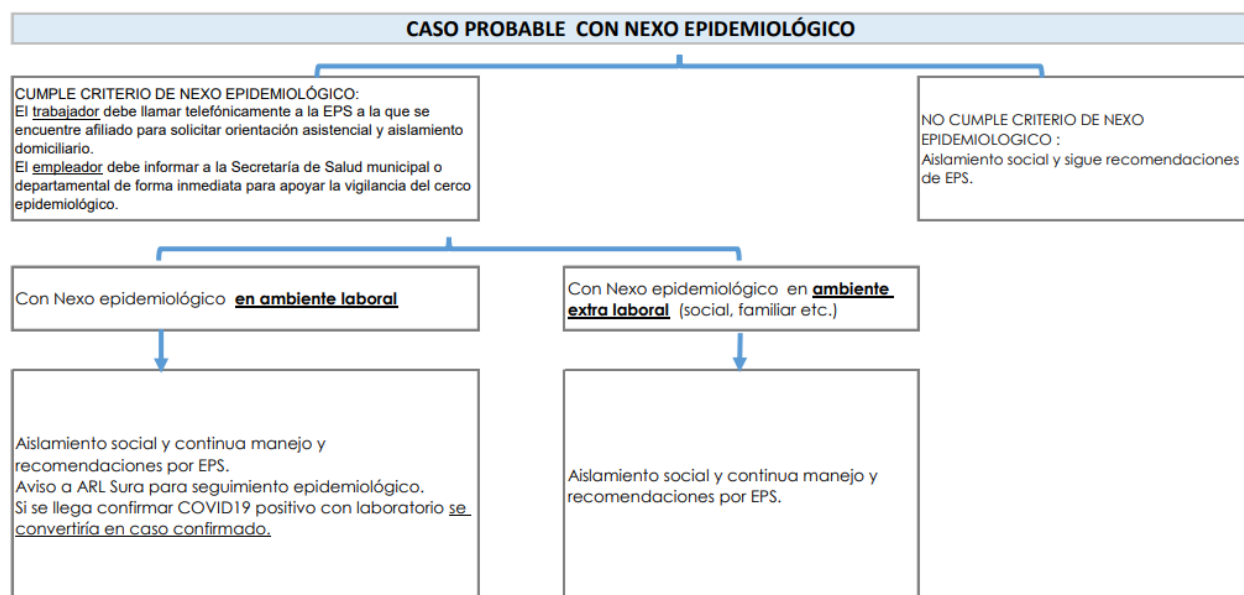 CASO PROBABLE CON NEXO EPIDEMIOLÓGICO
CUMPLE CRITERIO DE NEXO EPIDEMIOLÓGICO:
El trabajador debe llamar telefónicamente a la EPS a la que se
encuentre afiliado para solicitar orientación asistencial y aislamiento
domiciliario.
El empleador debe informar a la Secretaría de Salud municipal o
departamental de forma inmediata para apoyar la vigilancia del cerco
epidemiológico.
NO CUMPLE CRITERIO DE NEXO
EPIDEMIOLOGICO :
Aislamiento social y sigue recomendaciones
de EPS.
Con Nexo epidemiológico en ambiente laboral
Con Nexo epidemiológico en ambiente
extra laboral (social, familiar etc.)
Aislamiento social y continua manejo y
recomendaciones por EPS.
Aviso a ARL Sura para seguimiento epidemiológico.
Si se llega confirmar COVID19 positivo con laboratorio se
convertiría en caso confirmado.
Aislamiento social y continua manejo y
recomendaciones por EPS.